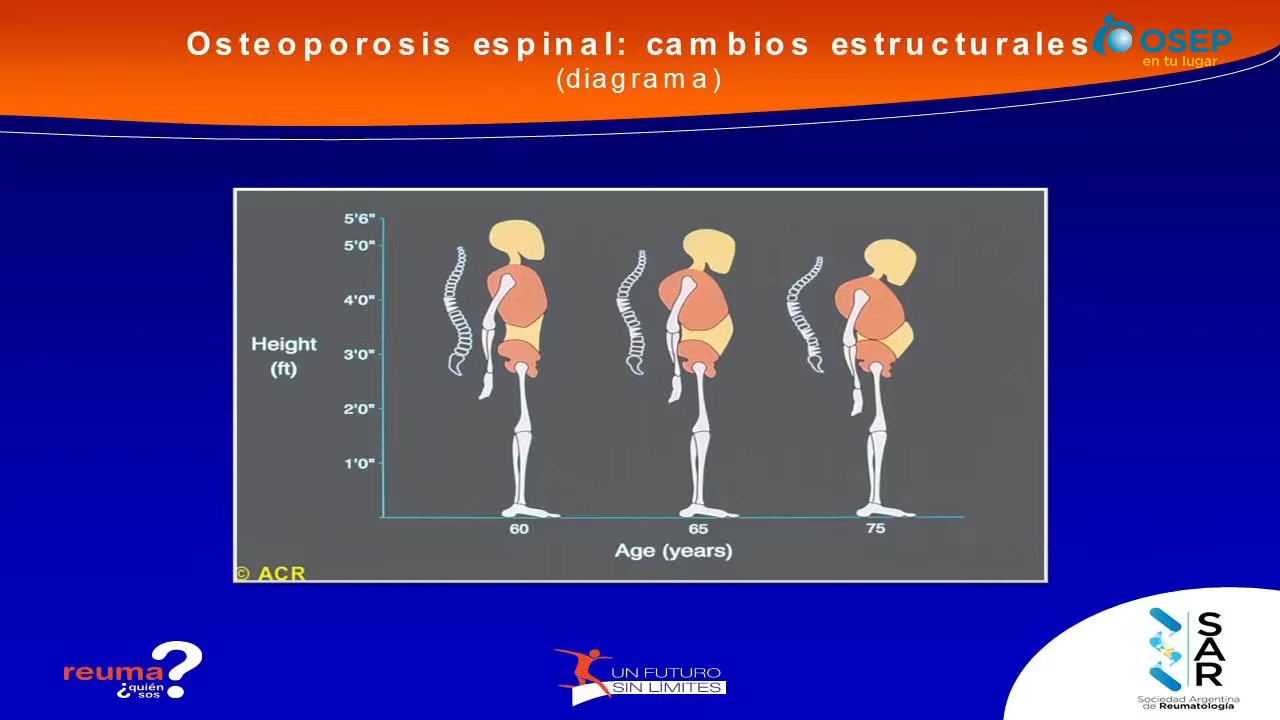 Osteoporosis espinal: cambios estructurales
(diagrama)
OSEP
en tu lugar
5'6"
5'0"
4'0"
3'0"
2'0"
1'0"
Height
(ft)
60
65
75
Age (years)
© ACR
reuma?
¿quién
sos
UN FUTURO
SIN LÍMITES
SAR
Sociedad Argentina
de Reumatología